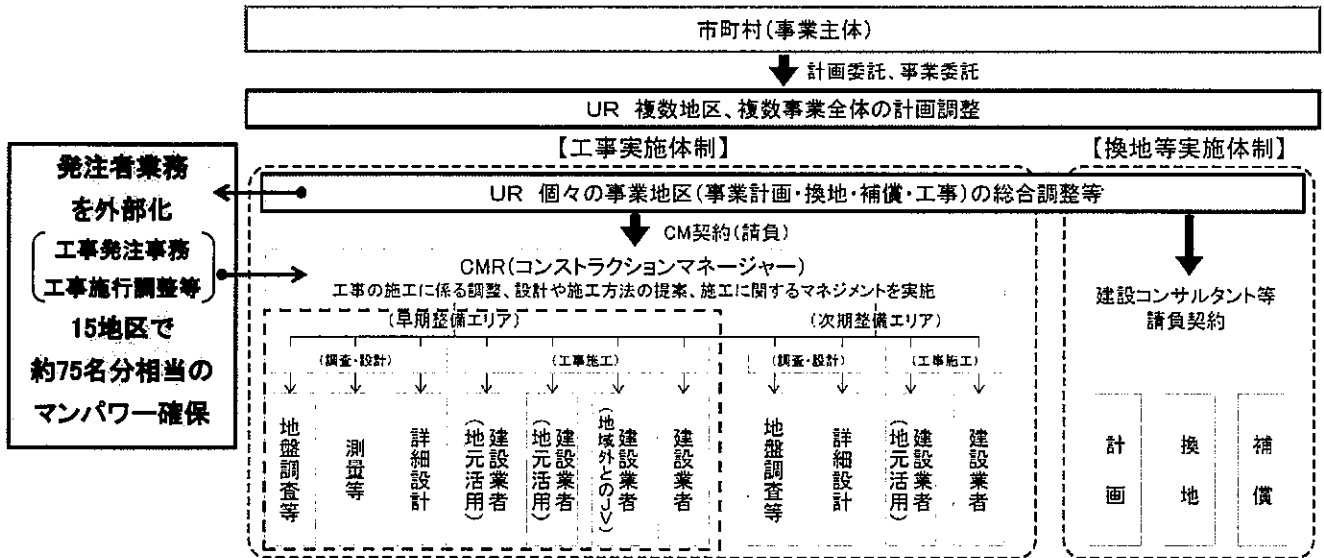 市町村(事業主体)
計画委託、事業委託
UR 複数地区、複数事業全体の計画調整
【工事実施体制】
【換地等実施体制】
発注者業務
を外部化
工事発注事務
工事施行調整等
15地区で
約75名分相当の
マンパワー確保
UR 個々の事業地区(事業計画・換地・補償・工事)の総合調整等
CM契約(請負)
CMR(コンストラクションマネージャー)
工事の施工に係る調整、設計や施工方法の提案、施工に関するマネジメントを実施
建設コンサルタント等
請負契約
(早期整備エリア)
(次期整備エリア)
(調査・設計)
(工事施工)
(調査・設計)
(工事施工)
地盤調査等
測量等
詳細設計
建設業者
(地元活用)
建設業者
(地元活用)
建設業者
(地域外とのJV)
建設業者
地盤調査等
詳細設計
建設業者
(地元活用)
建設業者
計画
換地
補償